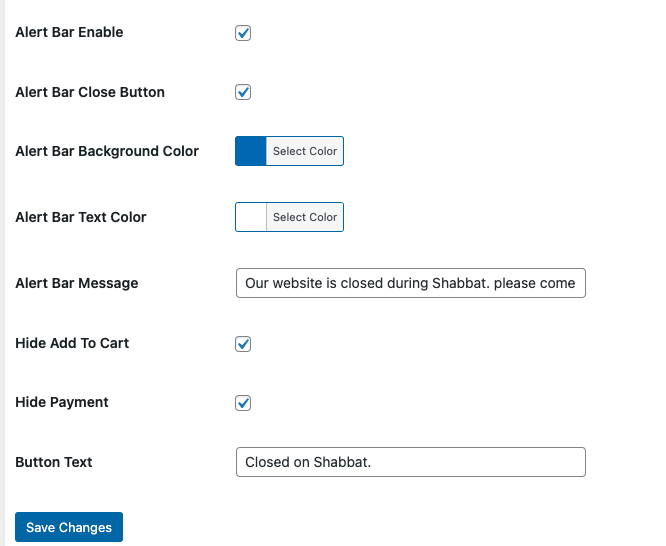 Alert Bar Enable
Alert Bar Close Button
Alert Bar Background Color Select Color
Alert Bar Text Color Select Color
Alert Bar Message Our website is closed during Shabbat. please come
Hide Add To Cart
Hide Payment
Button Text Closed on Shabbat.
Save Changes